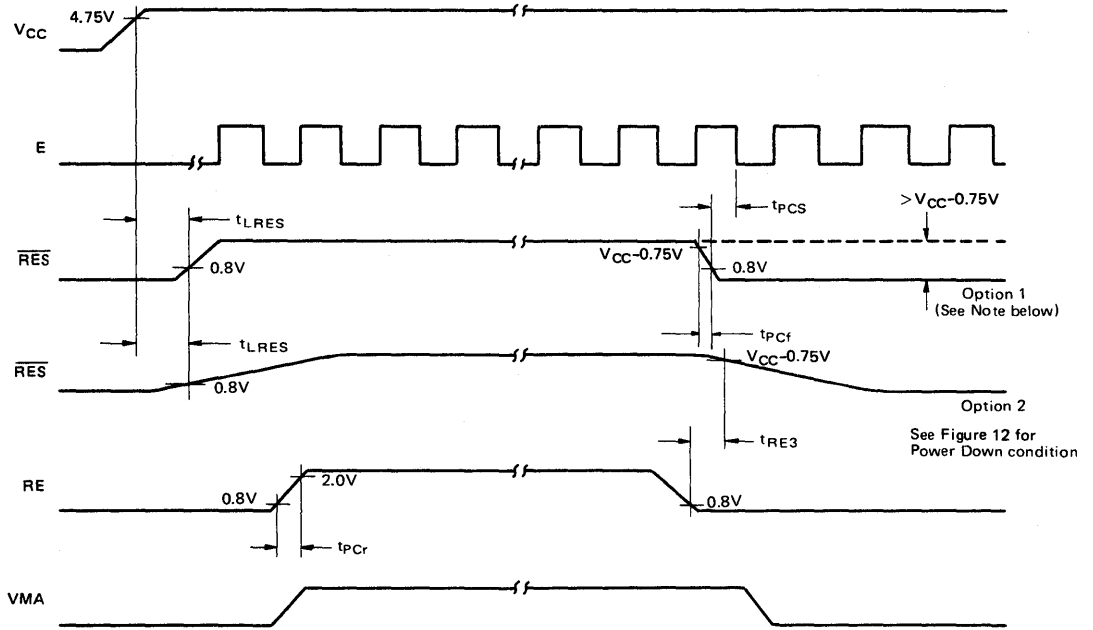 4.75V
VCC
E
tLRES
tPCS
>VCC-0.75V
RES
VCC-0.75V
0.8V
0.8V
Option 1
(See Note below)
tLRES
tPCf
RES
VCC-0.75V
0.8V
Option 2
tRE3
See Figure 12 for
Power Down condition
RE
0.8V
2.0V
0.8V
tPCr
VMA